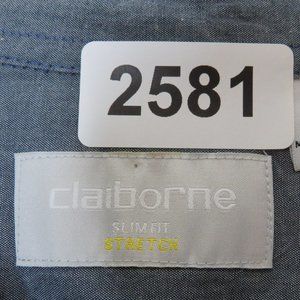 2581
claiborne
SLIM FIT
STRETCH